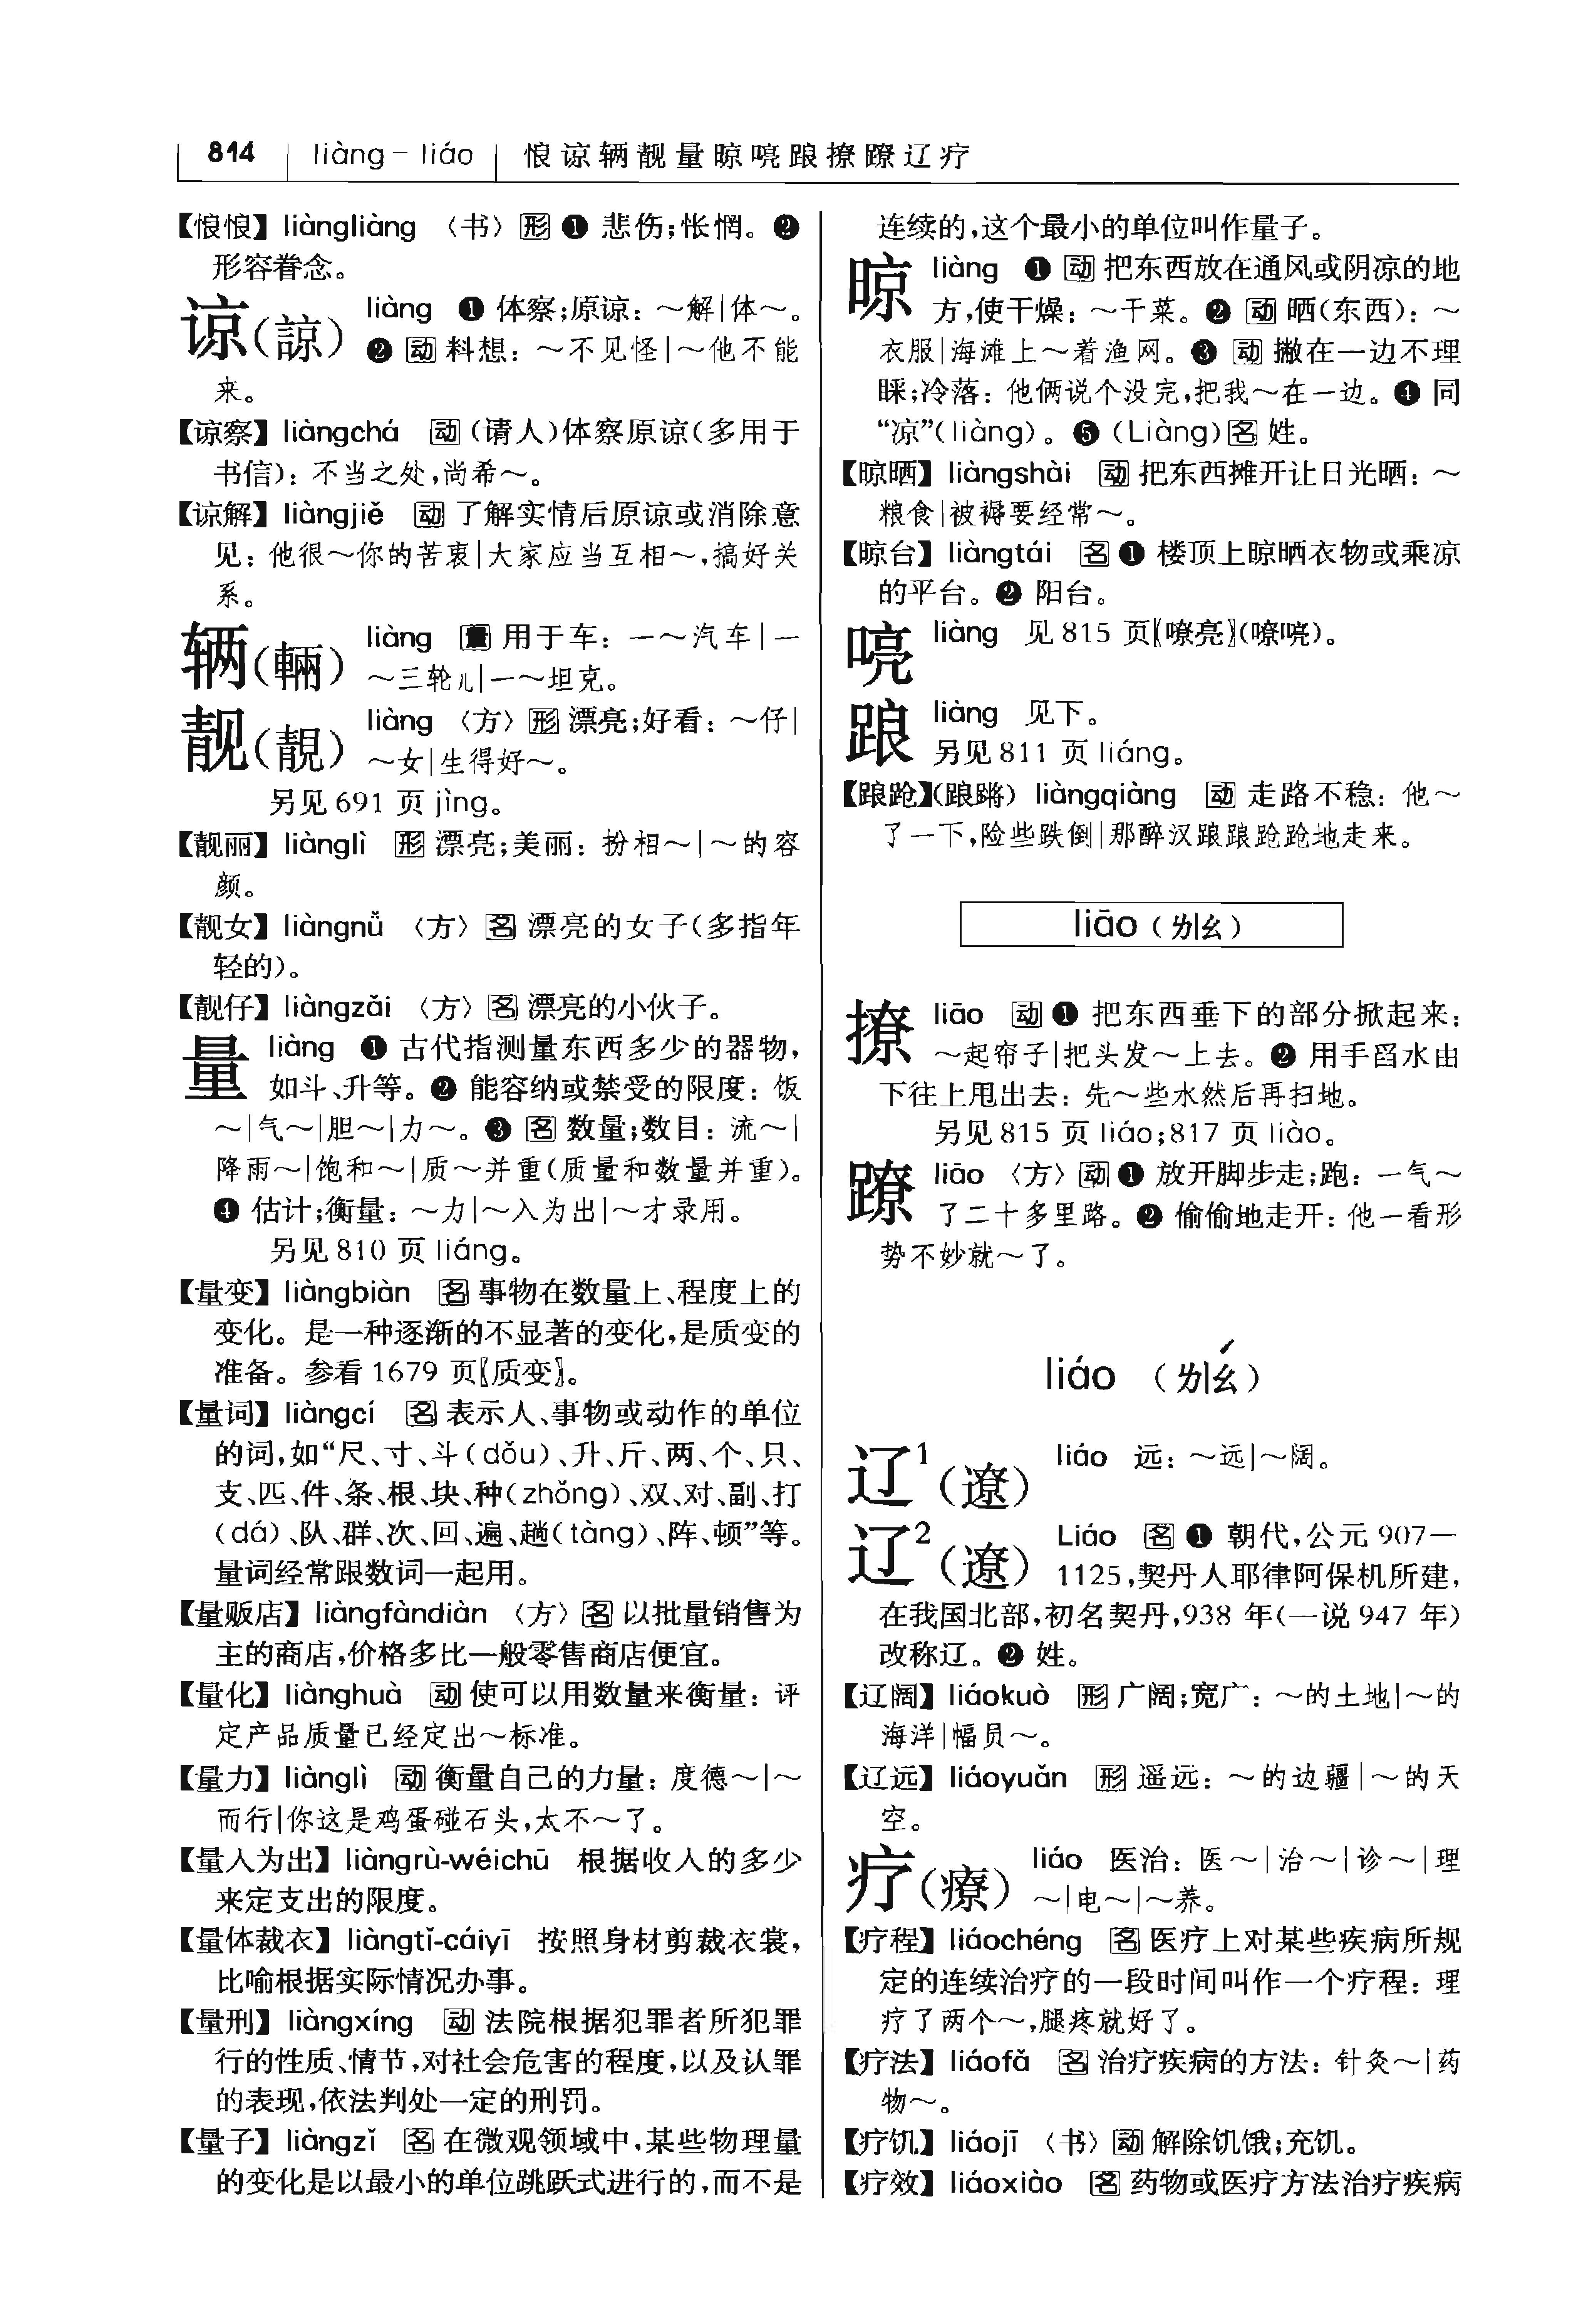 814 liàng－liáo 悢谅辆靓量晾喨踉撩蹽辽疗
【悢悢】 liàngliàng 〈书〉 形 ❶ 悲伤;怅惘。❷
形容眷念。
谅(諒) liàng ❶ 体察;原谅：～解|体～。
❷ 动 料想：～不见怪|～他不能
来。
【谅察】 liàngchá 动 (请人)体察原谅(多用于
书信)：不当之处,尚希～。
【谅解】 liàngjiě 动 了解实情后原谅或消除意
见：他很～你的苦衷|大家应当互相～,搞好关
系。
辆(輛) liàng 量 用于车：一～汽车|一
～三轮儿|一～坦克。
靓(靚) liàng 〈方〉 形 漂亮;好看：～仔|
～女|生得好～。
另见 691 页 jìng。
【靓丽】 liànglì 形 漂亮;美丽：扮相～|～的容
颜。
【靓女】 liàngnǚ 〈方〉 名 漂亮的女子(多指年
轻的)。
【靓仔】 liàngzǎi 〈方〉 名 漂亮的小伙子。
量 liàng ❶ 古代指测量东西多少的器物,
如斗、升等。❷ 能容纳或禁受的限度：饭
～|气～|胆～|力～。❸ 名 数量;数目：流～|
降雨～|饱和～|质～并重(质量和数量并重)。
❹ 估计;衡量：～力|～入为出|～才录用。
另见 810 页 liáng。
【量变】 liàngbiàn 名 事物在数量上、程度上的
变化。是一种逐渐的不显著的变化,是质变的
准备。参看 1679 页〖质变〗。
【量词】 liàngcí 名 表示人、事物或动作的单位
的词,如“尺、寸、斗(dǒu)、升、斤、两、个、只、
支、匹、件、条、根、块、种(zhǒng)、双、对、副、打
(dá)、队、群、次、回、遍、趟(tàng)、阵、顿”等。
量词经常跟数词一起用。
【量贩店】 liàngfàndiàn 〈方〉 名 以批量销售为
主的商店,价格多比一般零售商店便宜。
【量化】 liànghuà 动 使可以用数量来衡量：评
定产品质量已经定出～标准。
【量力】 liànglì 动 衡量自己的力量：度德～|～
而行|你这是鸡蛋碰石头,太不～了。
【量入为出】 liàngrù-wéichū 根据收入的多少
来定支出的限度。
【量体裁衣】 liàngtǐ-cáiyī 按照身材剪裁衣裳,
比喻根据实际情况办事。
【量刑】 liàngxíng 动 法院根据犯罪者所犯罪
行的性质、情节,对社会危害的程度,以及认罪
的表现,依法判处一定的刑罚。
【量子】 liàngzǐ 名 在微观领域中,某些物理量
的变化是以最小的单位跳跃式进行的,而不是
连续的,这个最小的单位叫作量子。
晾 liàng ❶ 动 把东西放在通风或阴凉的地
方,使干燥：～干菜。❷ 动 晒(东西)：～
衣服|海滩上～着渔网。❸ 动 撇在一边不理
睬;冷落：他俩说个没完,把我～在一边。❹ 同
“凉”(liàng)。❺ (Liàng) 名 姓。
【晾晒】 liàngshài 动 把东西摊开让日光晒：～
粮食|被褥要经常～。
【晾台】 liàngtái 名 ❶ 楼顶上晾晒衣物或乘凉
的平台。❷ 阳台。
喨 liàng 见 815 页〖嘹亮〗(嘹喨)。
踉 liàng 见下。
另见 811 页 liáng。
【踉跄】(踉蹡) liàngqiàng 动 走路不稳：他～
了一下,险些跌倒|那醉汉踉踉跄跄地走来。
liāo (ㄌㄧㄠ)
撩 liāo 动 ❶ 把东西垂下的部分掀起来：
～起帘子|把头发～上去。❷ 用手舀水由
下往上甩出去：先～些水然后再扫地。
另见 815 页 liáo;817 页 liào。
蹽 liāo 〈方〉 动 ❶ 放开脚步走;跑：一气～
了二十多里路。❷ 偷偷地走开：他一看形
势不妙就～了。
liáo (ㄌㄧㄠˊ)
辽¹(遼) liáo 远：～远|～阔。
辽²(遼) Liáo 名 ❶ 朝代,公元 907—
1125,契丹人耶律阿保机所建,
在我国北部,初名契丹,938 年(一说 947 年)
改称辽。❷ 姓。
【辽阔】 liáokuò 形 广阔;宽广：～的土地|～的
海洋|幅员～。
【辽远】 liáoyuǎn 形 遥远：～的边疆|～的天
空。
疗(療) liáo 医治：医～|治～|诊～|理
～|电～|～养。
【疗程】 liáochéng 名 医疗上对某些疾病所规
定的连续治疗的一段时间叫作一个疗程：理
疗了两个～,腿疼就好了。
【疗法】 liáofǎ 名 治疗疾病的方法：针灸～|药
物～。
【疗饥】 liáojī 〈书〉 动 解除饥饿;充饥。
【疗效】 liáoxiào 名 药物或医疗方法治疗疾病